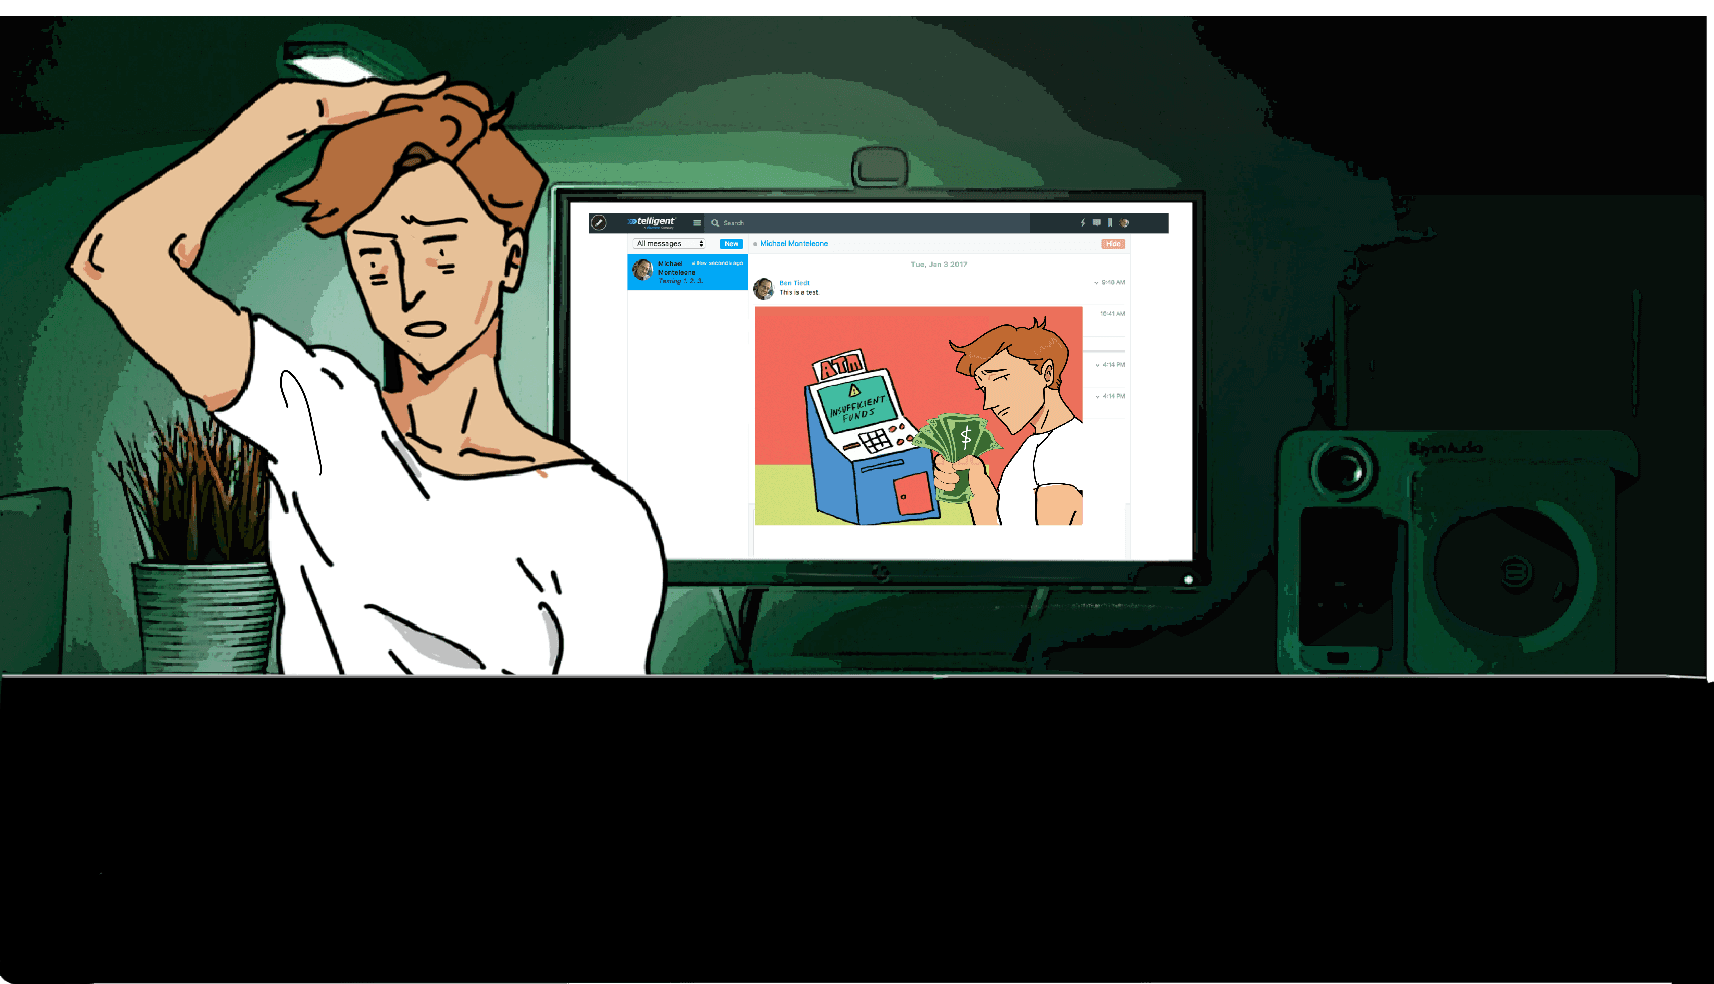 telligent
Search
All messages
New
Michael Monteleone
Hide
Michael
a few seconds ago
Monteleone
Testing 1. 2. 3.
Tue, Jan 3 2017
Ben Tiedt
9:40 AM
This is a test.
10:41 AM
ATM
INSUFFICIENT
FUNDS
$
4:14 PM
4:14 PM